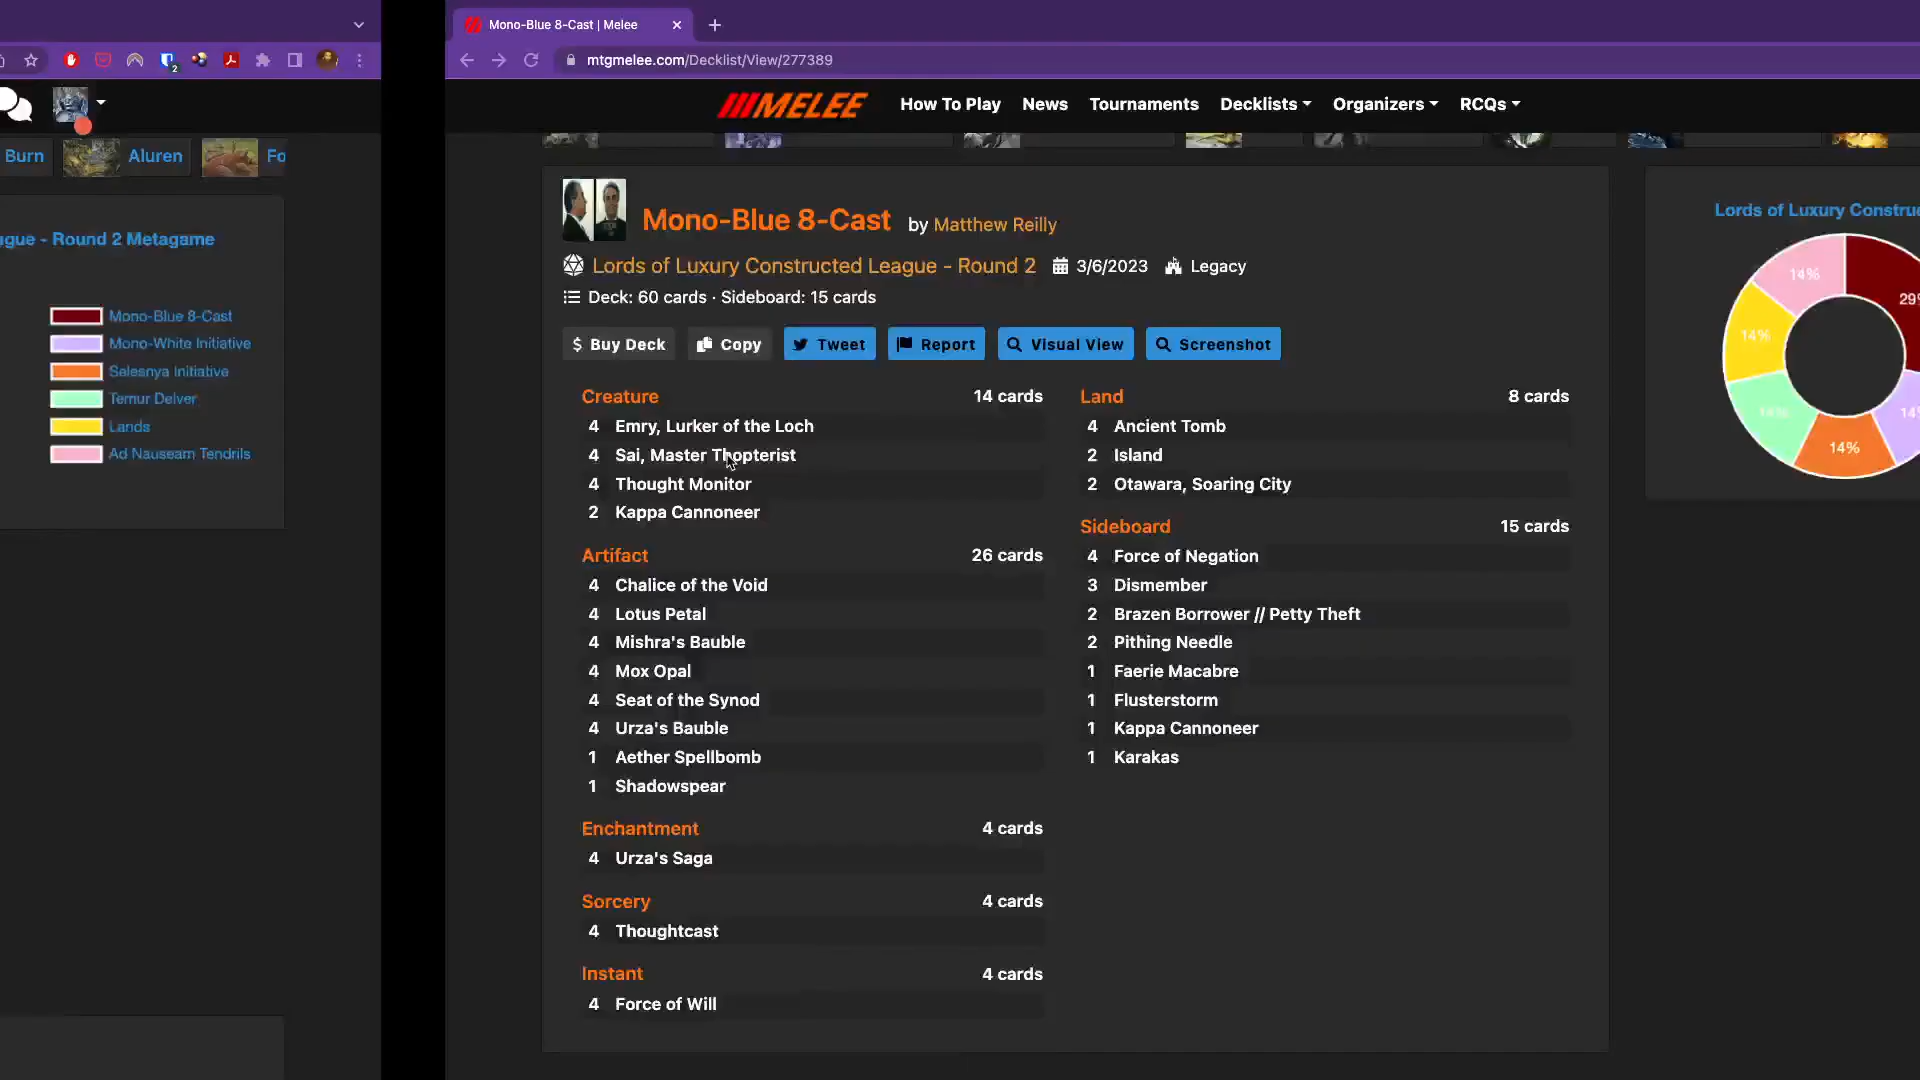 Mono-Blue 8-Cast | Melee
2
mtgmelee.com/Decklist/View/277389
MELEE
How To Play
News
Tournaments
Decklists
Organizers
RCQs
Burn
Aluren
Fo
gue - Round 2 Metagame
Mono-Blue 8-Cast
Mono-White Initiative
Selesnya Initiative
Temur Delver
Lands
Ad Nauseam Tendrils
Mono-Blue 8-Cast by Matthew Reilly
Lords of Luxury Constructed League - Round 2 3/6/2023 Legacy
Deck: 60 cards · Sideboard: 15 cards
$ Buy Deck
Copy
Tweet
Report
Visual View
Screenshot
Creature 14 cards
4 Emry, Lurker of the Loch
4 Sai, Master Thopterist
4 Thought Monitor
2 Kappa Cannoneer
Artifact 26 cards
4 Chalice of the Void
4 Lotus Petal
4 Mishra's Bauble
4 Mox Opal
4 Seat of the Synod
4 Urza's Bauble
1 Aether Spellbomb
1 Shadowspear
Enchantment 4 cards
4 Urza's Saga
Sorcery 4 cards
4 Thoughtcast
Instant 4 cards
4 Force of Will
Land 8 cards
4 Ancient Tomb
2 Island
2 Otawara, Soaring City
Sideboard 15 cards
4 Force of Negation
3 Dismember
2 Brazen Borrower // Petty Theft
2 Pithing Needle
1 Faerie Macabre
1 Flusterstorm
1 Kappa Cannoneer
1 Karakas
Lords of Luxury Constru
14%
29
14%
14%
14%
14